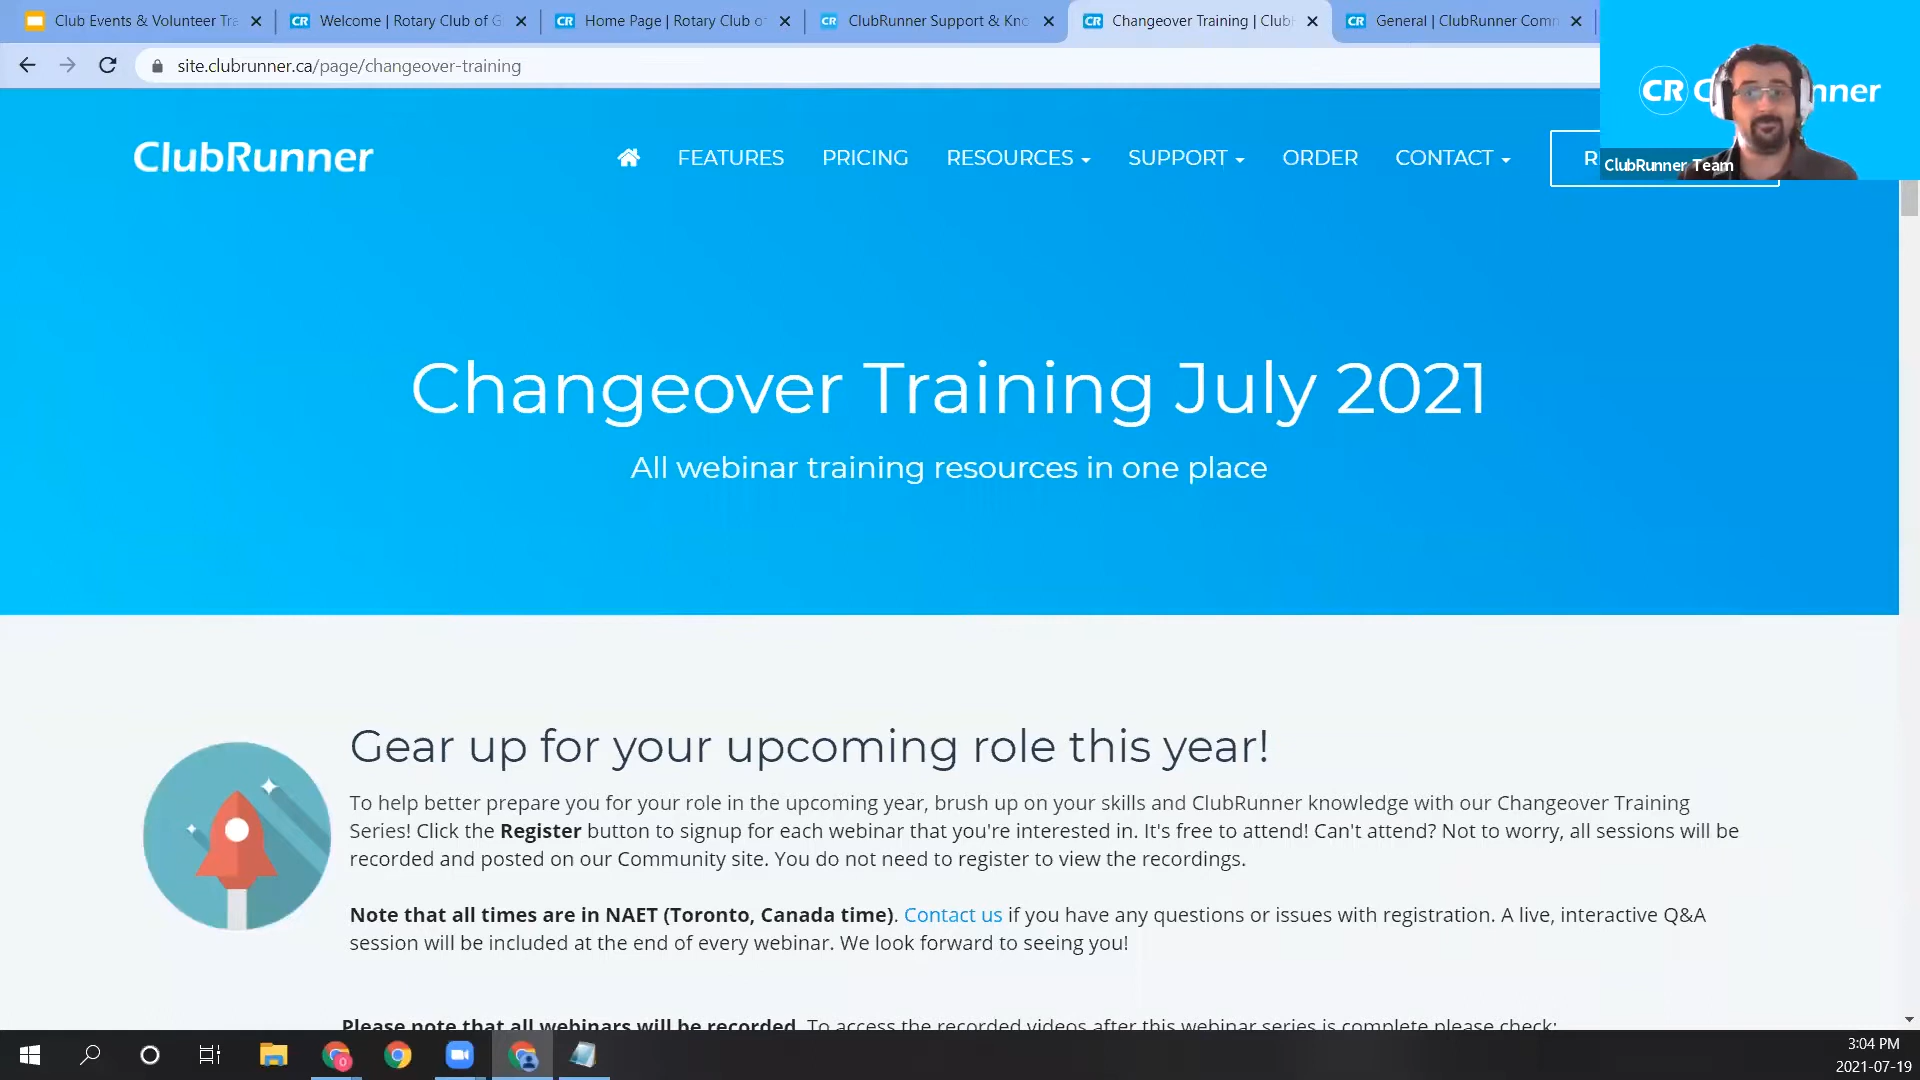 Club Events & Volunteer Tra
Welcome | Rotary Club of G
Home Page | Rotary Club of
ClubRunner Support & Kno
Changeover Training | Club
General | ClubRunner Comm
site.clubrunner.ca/page/changeover-training
ClubRunner
FEATURES
PRICING
RESOURCES
SUPPORT
ORDER
CONTACT
R
CR C nner
ClubRunner Team
Changeover Training July 2021
All webinar training resources in one place
Gear up for your upcoming role this year!
To help better prepare you for your role in the upcoming year, brush up on your skills and ClubRunner knowledge with our Changeover Training
Series! Click the Register button to signup for each webinar that you're interested in. It's free to attend! Can't attend? Not to worry, all sessions will be
recorded and posted on our Community site. You do not need to register to view the recordings.
Note that all times are in NAET (Toronto, Canada time). Contact us if you have any questions or issues with registration. A live, interactive Q&A
session will be included at the end of every webinar. We look forward to seeing you!
Please note that all webinars will be recorded. To access the recorded videos after this webinar series is complete please check:
3:04 PM
2021-07-19